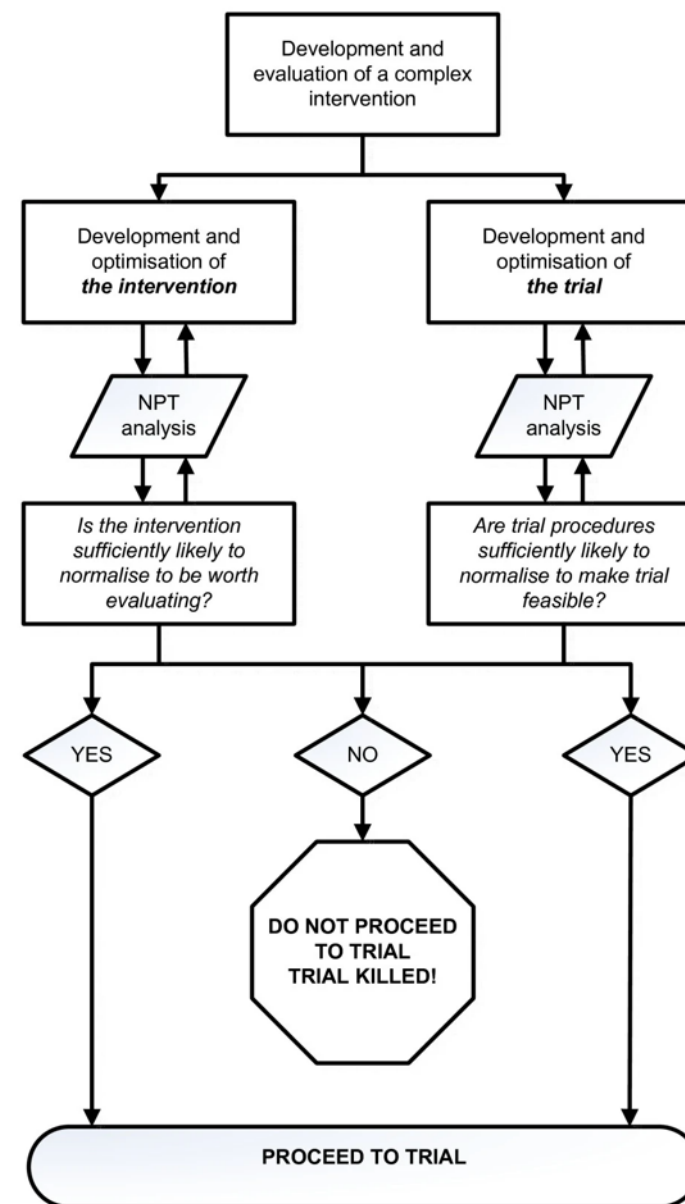 Development and
evaluation of a complex
intervention
Development and
optimisation of
the intervention
Development and
optimisation of
the trial
NPT
analysis
NPT
analysis
Is the intervention
sufficiently likely to
normalise to be worth
evaluating?
Are trial procedures
sufficiently likely to
normalise to make trial
feasible?
YES
NO
YES
DO NOT PROCEED
TO TRIAL
TRIAL KILLED!
PROCEED TO TRIAL